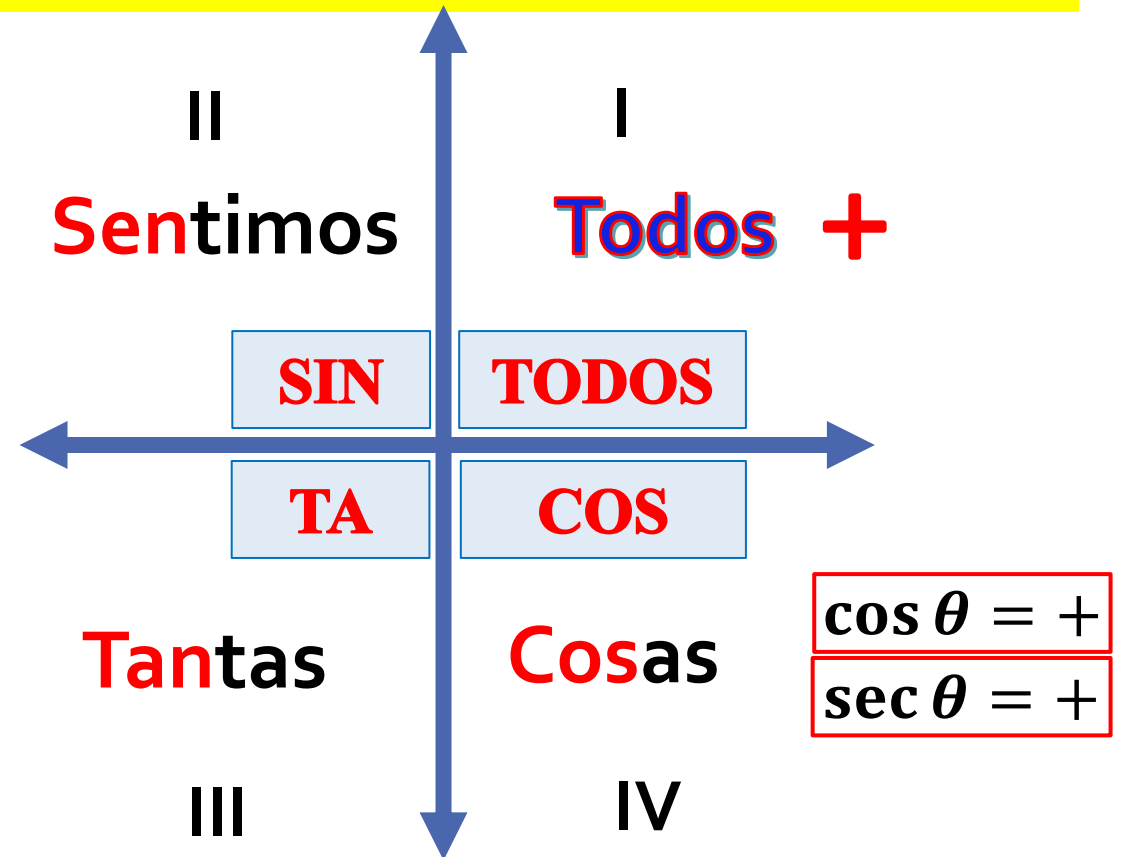 II
I
Sentimos
Todos +
SIN
TODOS
TA
COS
Tantas
Cosas
cos θ = +
sec θ = +
III
IV